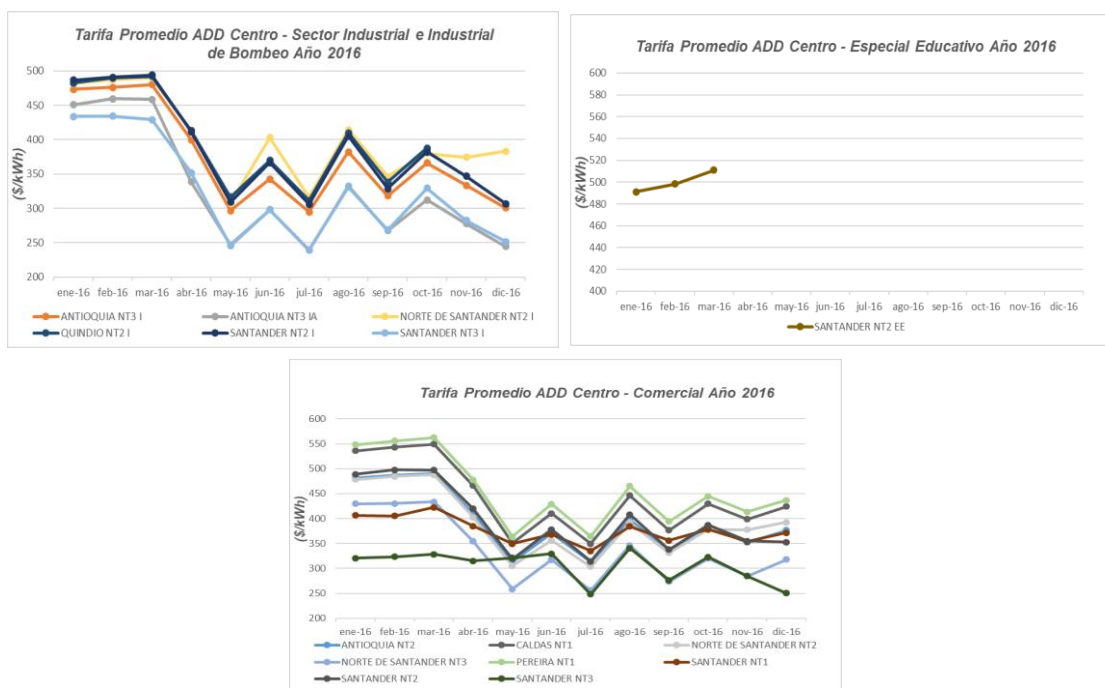 Tarifa Promedio ADD Centro - Sector Industrial e Industrial
de Bombeo Año 2016
($/kWh)
500
450
400
350
300
250
200
ene-16 feb-16 mar-16 abr-16 may-16 jun-16 jul-16 ago-16 sep-16 oct-16 nov-16 dic-16
ANTIOQUIA NT3 I ANTIOQUIA NT3 IA NORTE DE SANTANDER NT2 I
QUINDIO NT2 I SANTANDER NT2 I SANTANDER NT3 I
Tarifa Promedio ADD Centro - Especial Educativo Año 2016
($/kWh)
600
580
560
540
520
500
480
460
440
420
400
ene-16 feb-16 mar-16 abr-16 may-16 jun-16 jul-16 ago-16 sep-16 oct-16 nov-16 dic-16
SANTANDER NT2 EE
Tarifa Promedio ADD Centro - Comercial Año 2016
($/kWh)
600
550
500
450
400
350
300
250
200
ene-16 feb-16 mar-16 abr-16 may-16 jun-16 jul-16 ago-16 sep-16 oct-16 nov-16 dic-16
ANTIOQUIA NT2 CALDAS NT1 NORTE DE SANTANDER NT2
NORTE DE SANTANDER NT3 PEREIRA NT1 SANTANDER NT1
SANTANDER NT2 SANTANDER NT3